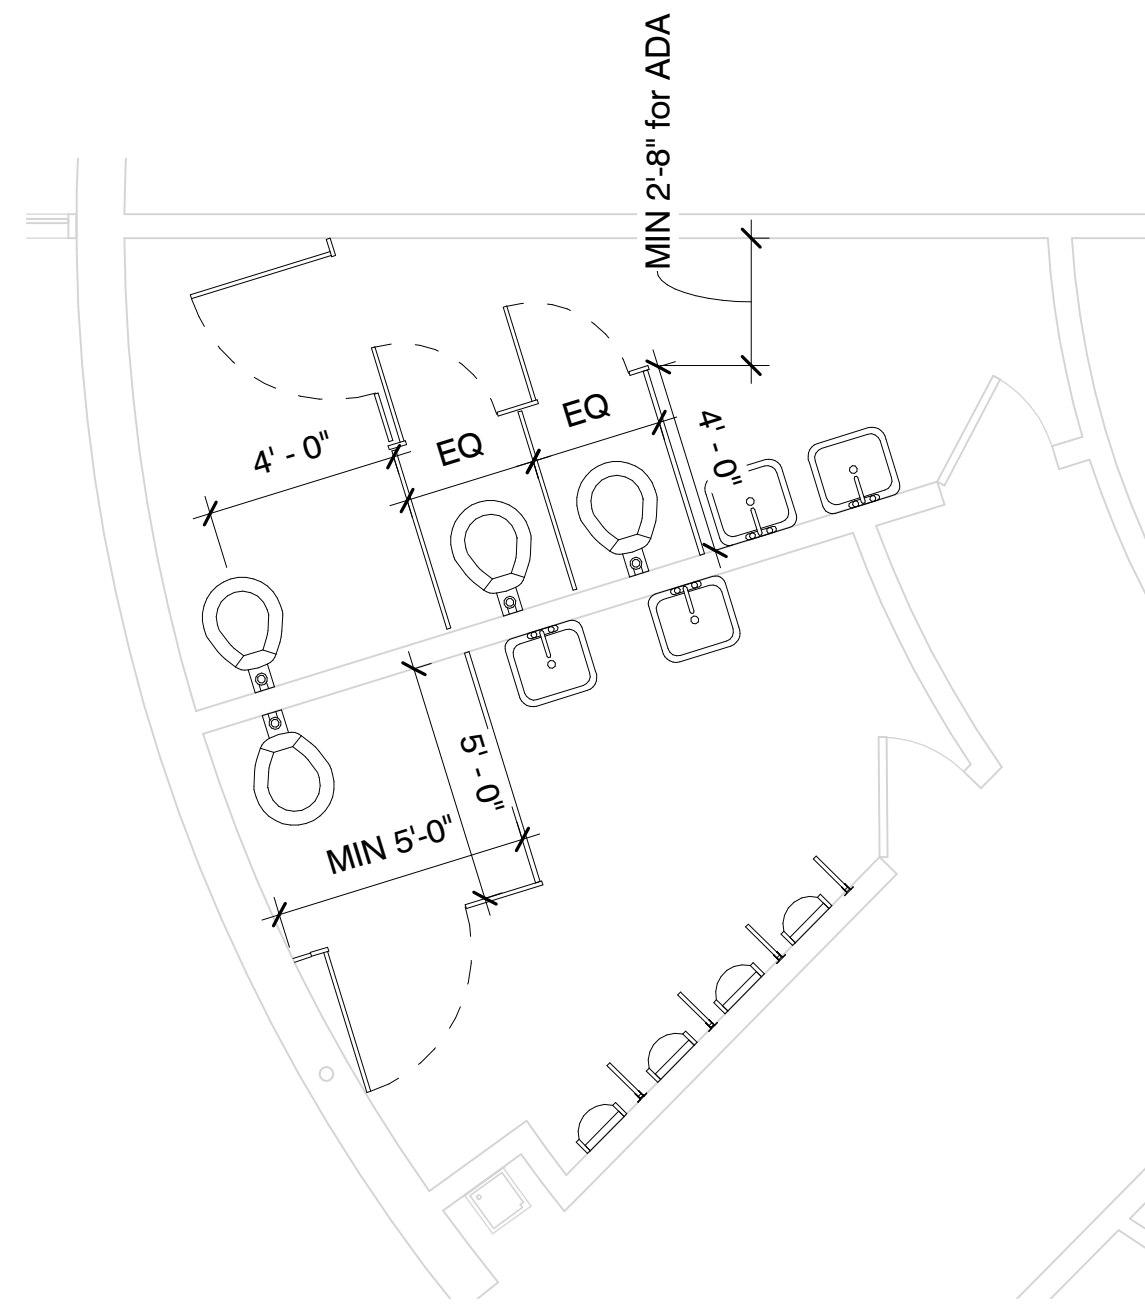 MIN 2'-8" for ADA
EQ
EQ
4' - 0"
4' - 0"
5' - 0"
MIN 5'-0"